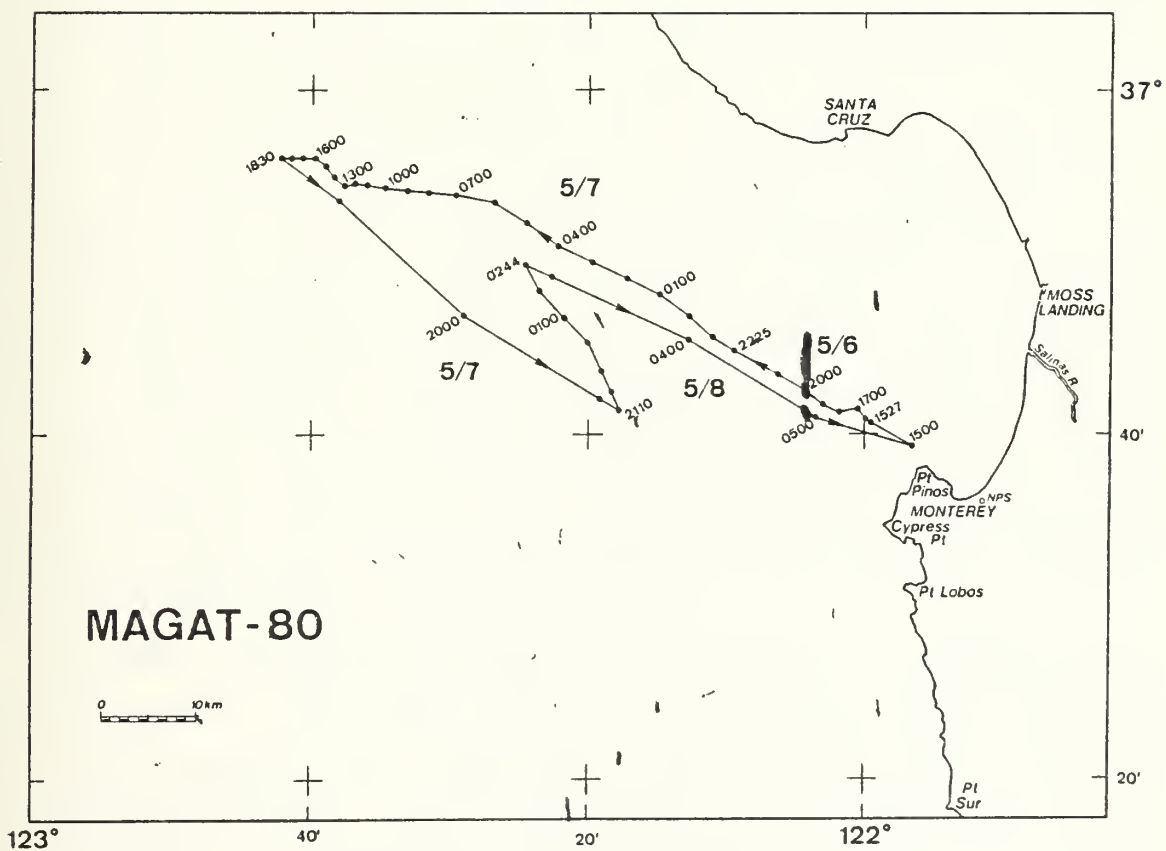 37°
SANTA
CRUZ
1830
1600
1300
1000
0700
5/7
0400
0244
0100
0100
MOSS
LANDING
2000
0400
2225
5/6
Salinas R
5/7
5/8
2000
1700
2110
0500
1527
1500
40'
Pt
Pinos
NPS
MONTEREY
Cypress
Pt
Pt Lobos
MAGAT-80
0 10 km
20'
Pt
Sur
123°
40'
20'
122°